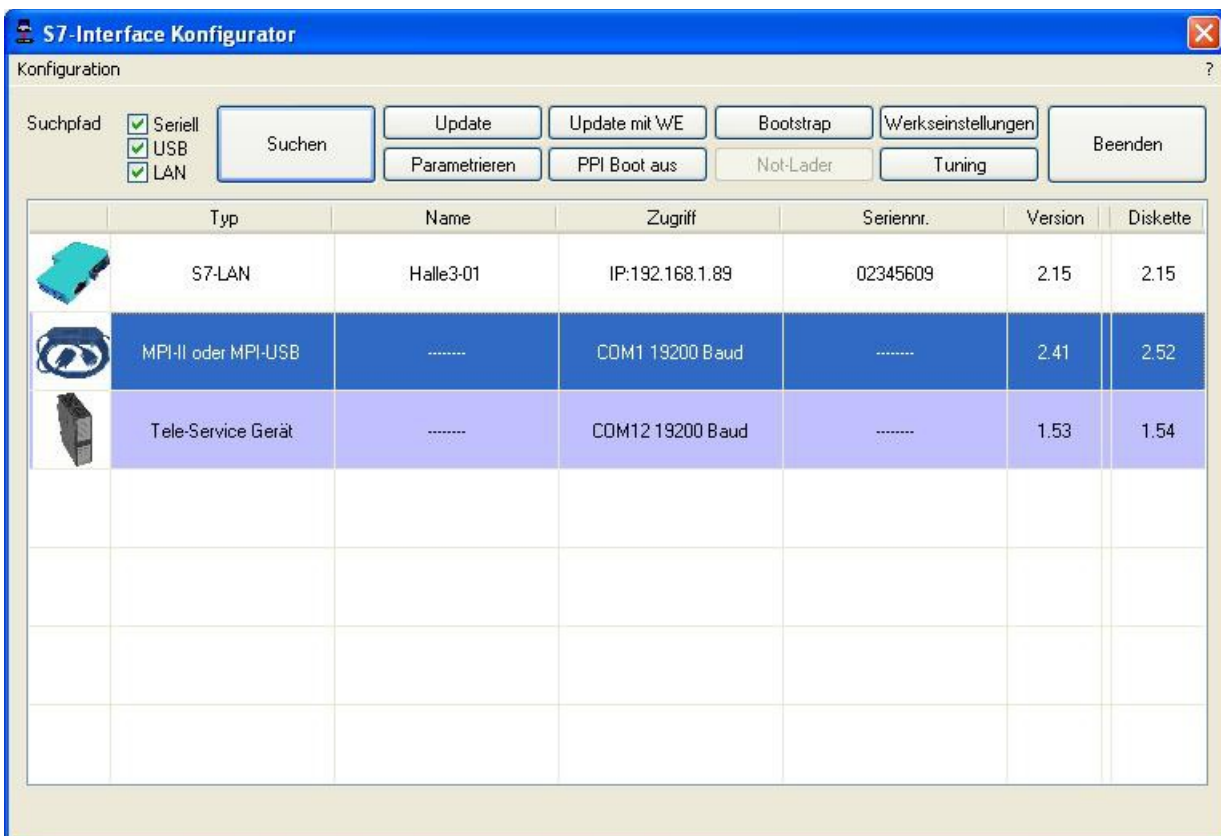 S7-Interface Konfigurator
Konfiguration ?
Suchpfad
Seriell
USB
LAN
Suchen
Update
Update mit WE
Bootstrap
Werkseinstellungen
Beenden
Parametrieren
PPI Boot aus
Not-Lader
Tuning
Typ Name Zugriff Seriennr. Version Diskette
S7-LAN Halle3-01 IP:192.168.1.89 02345609 2.15 2.15
MPI-II oder MPI-USB -------- COM1 19200 Baud -------- 2.41 2.52
Tele-Service Gerät -------- COM12 19200 Baud -------- 1.53 1.54